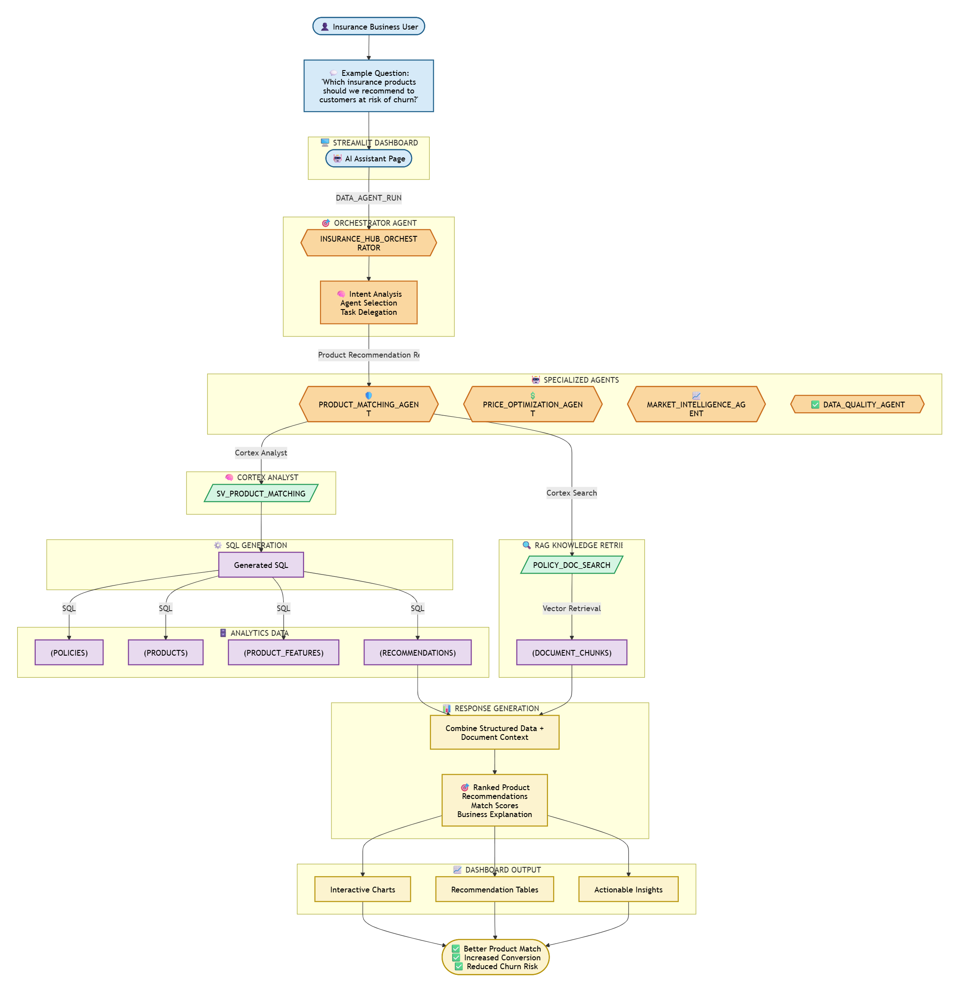 👤 Insurance Business User
💬 Example Question:
'Which insurance products
should we recommend to
customers at risk of churn?'
🖥️ STREAMLIT DASHBOARD
🤖 AI Assistant Page
DATA_AGENT_RUN
🎯 ORCHESTRATOR AGENT
INSURANCE_HUB_ORCHEST
RATOR
🧠 Intent Analysis
Agent Selection
Task Delegation
Product Recommendation Re
🤖 SPECIALIZED AGENTS
🛡️
PRODUCT_MATCHING_AGEN
T
💲
PRICE_OPTIMIZATION_AGEN
T
📈
MARKET_INTELLIGENCE_AG
ENT
✅ DATA_QUALITY_AGENT
Cortex Analyst
🧠 CORTEX ANALYST
SV_PRODUCT_MATCHING
Cortex Search
⚙️ SQL GENERATION
Generated SQL
🔍 RAG KNOWLEDGE RETRIE
POLICY_DOC_SEARCH
SQL
SQL
SQL
SQL
Vector Retrieval
🗄️ ANALYTICS DATA
(POLICIES)
(PRODUCTS)
(PRODUCT_FEATURES)
(RECOMMENDATIONS)
(DOCUMENT_CHUNKS)
📊 RESPONSE GENERATION
Combine Structured Data +
Document Context
🎯 Ranked Product
Recommendations
Match Scores
Business Explanation
📈 DASHBOARD OUTPUT
Interactive Charts
Recommendation Tables
Actionable Insights
✅ Better Product Match
✅ Increased Conversion
✅ Reduced Churn Risk